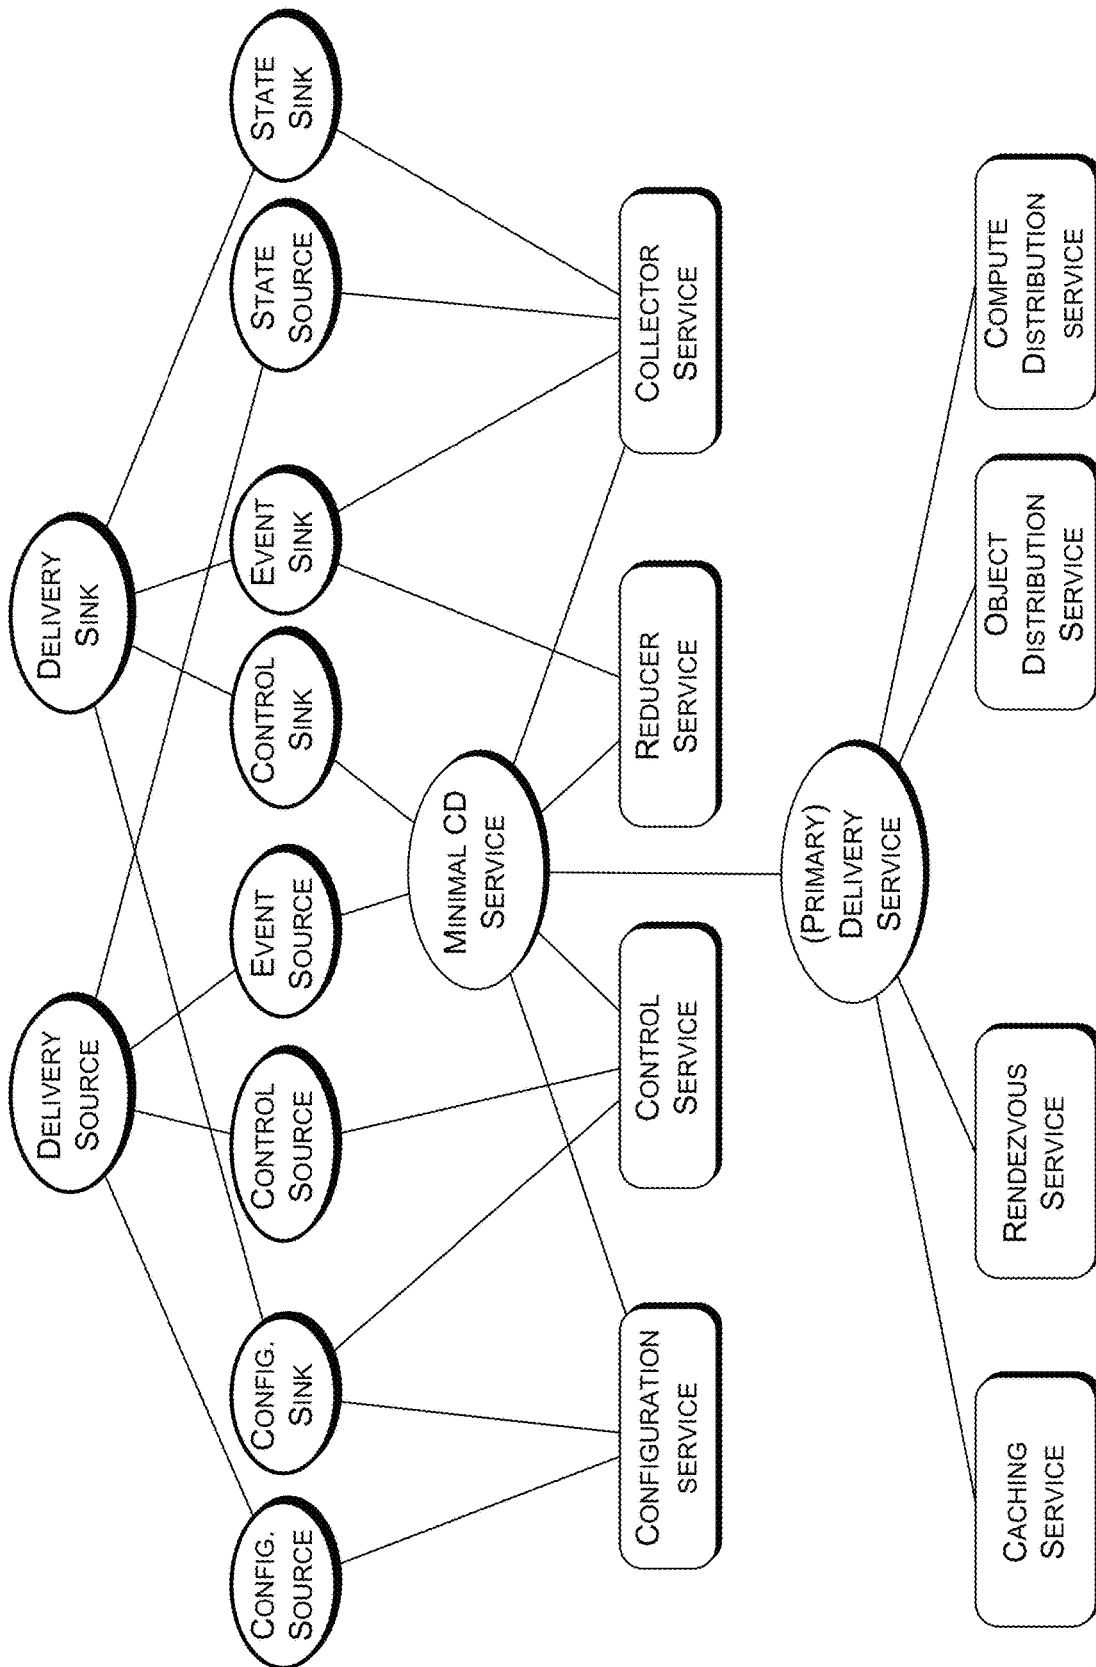 DELIVERY
SOURCE
DELIVERY
SINK
CONFIG.
SOURCE
CONFIG.
SINK
CONTROL
SOURCE
EVENT
SOURCE
CONTROL
SINK
EVENT
SINK
STATE
SOURCE
STATE
SINK
MINIMAL CD
SERVICE
CONFIGURATION
SERVICE
CONTROL
SERVICE
REDUCER
SERVICE
COLLECTOR
SERVICE
(PRIMARY)
DELIVERY
SERVICE
CACHING
SERVICE
RENDEZVOUS
SERVICE
OBJECT
DISTRIBUTION
SERVICE
COMPUTE
DISTRIBUTION
SERVICE